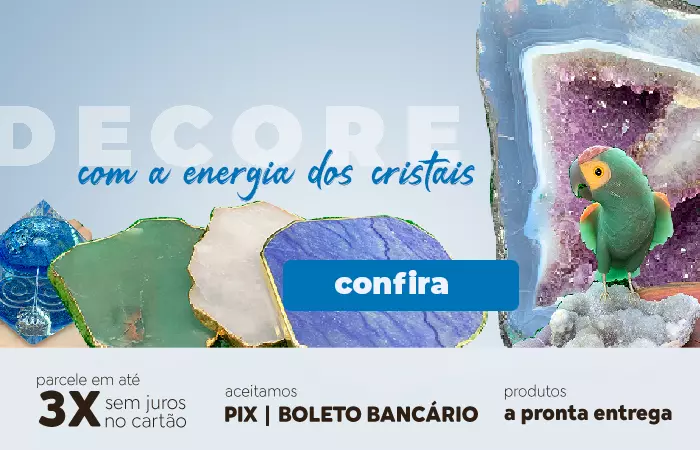 DECORE
com a energia dos cristais
confira
parcele em até
3X sem juros
no cartão
aceitamos
PIX | BOLETO BANCÁRIO
produtos
a pronta entrega